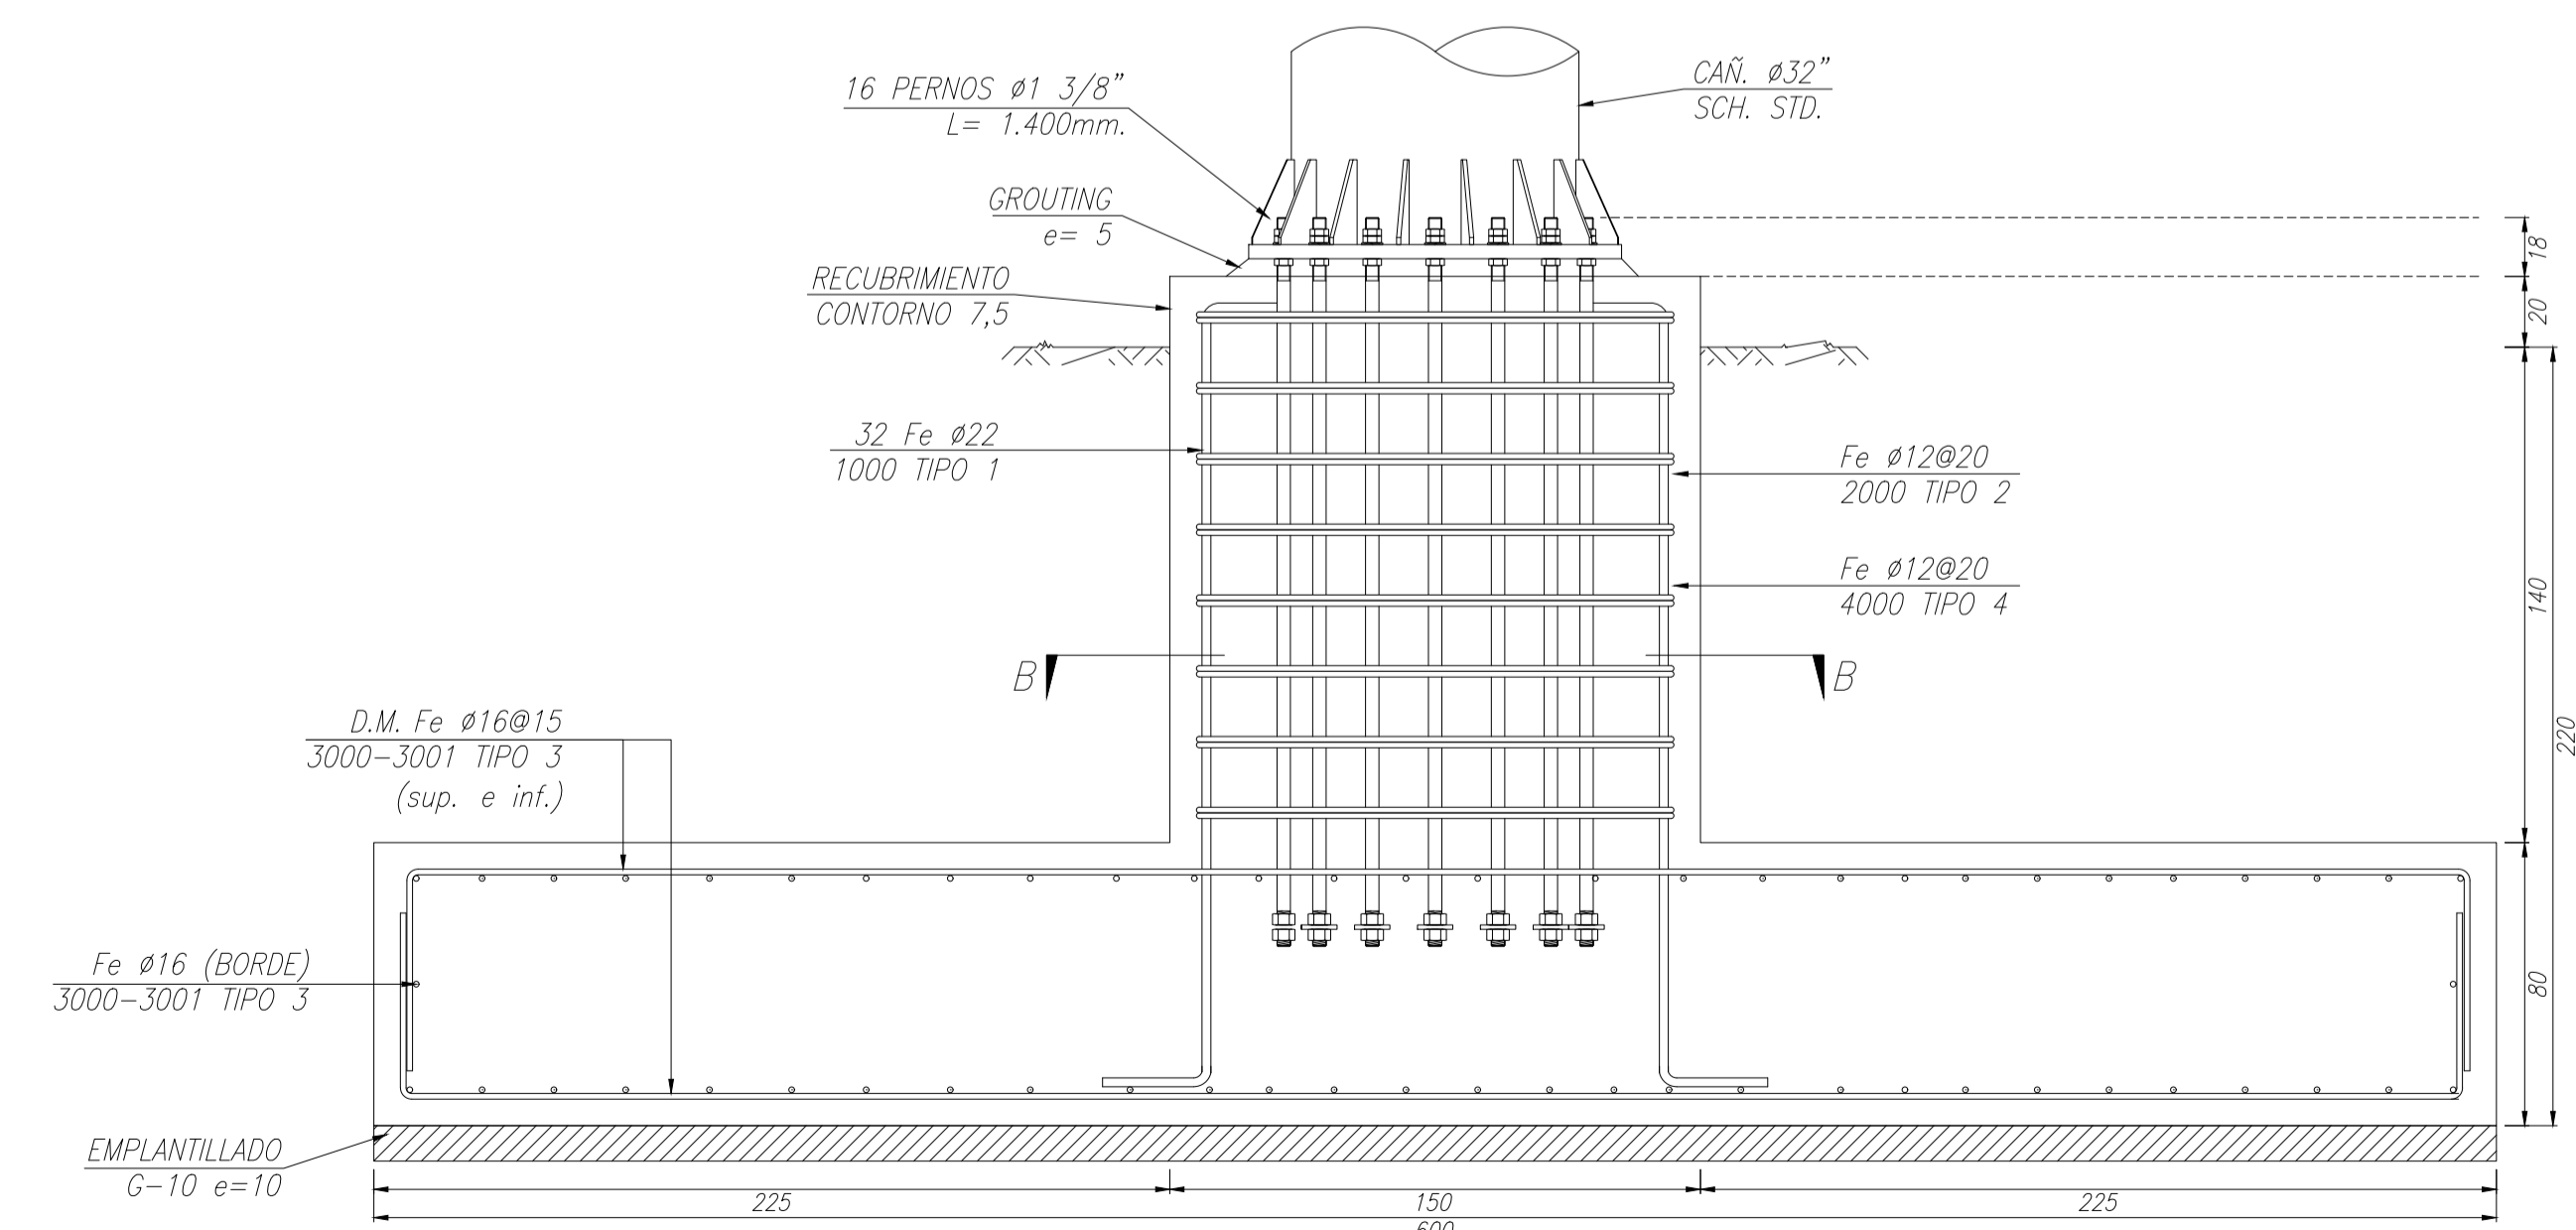 16 PERNOS ø1 3/8"
L= 1.400mm.
CAÑ. ø32"
SCH. STD.
GROUTING
e= 5
RECUBRIMIENTO
CONTORNO 7,5
18
20
32 Fe ø22
1000 TIPO 1
Fe ø12@20
2000 TIPO 2
Fe ø12@20
4000 TIPO 4
140
B
B
220
D.M. Fe ø16@15
3000-3001 TIPO 3
(sup. e inf.)
Fe ø16 (BORDE)
3000-3001 TIPO 3
80
EMPLANTILLADO
G-10 e=10
225
150
225
600